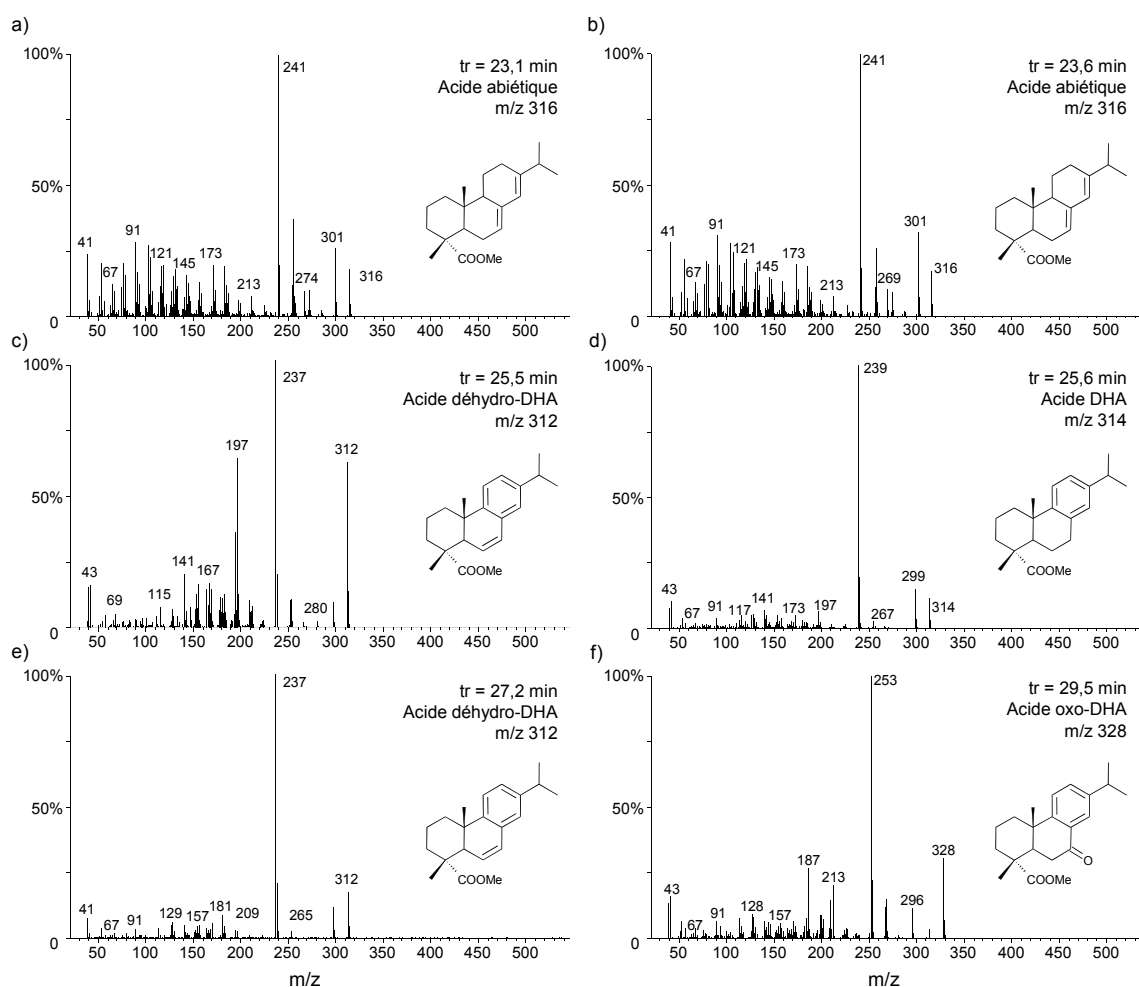 a)
100%
50%
0
41
67
91
121
145
173
213
241
274
301
316
tr = 23,1 min
Acide abiétique
m/z 316
COOMe
50 100 150 200 250 300 350 400 450 500
b)
100%
50%
0
41
67
91
121
145
173
213
241
269
301
316
tr = 23,6 min
Acide abiétique
m/z 316
COOMe
50 100 150 200 250 300 350 400 450 500
c)
100%
50%
0
43
69
115
141
167
197
237
280
312
tr = 25,5 min
Acide déhydro-DHA
m/z 312
COOMe
50 100 150 200 250 300 350 400 450 500
d)
100%
50%
0
43
67
91
117
141
173
197
239
267
299
314
tr = 25,6 min
Acide DHA
m/z 314
COOMe
50 100 150 200 250 300 350 400 450 500
e)
100%
50%
0
41
67
91
129
157
181
209
237
265
312
tr = 27,2 min
Acide déhydro-DHA
m/z 312
COOMe
50 100 150 200 250 300 350 400 450 500
m/z
f)
100%
50%
0
43
67
91
128
157
187
213
253
296
328
tr = 29,5 min
Acide oxo-DHA
m/z 328
O
COOMe
50 100 150 200 250 300 350 400 450 500
m/z